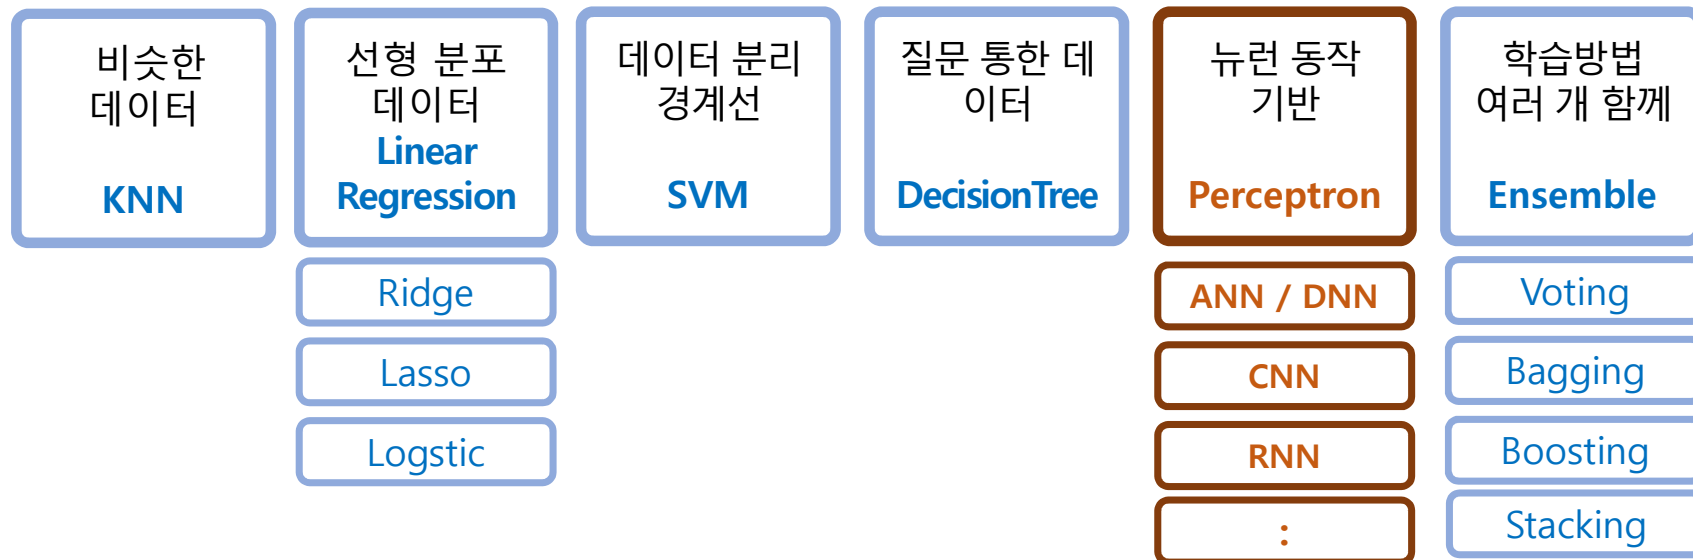 비슷한
데이터
KNN
선형 분포
데이터
Linear
Regression
Ridge
Lasso
Logstic
데이터 분리
경계선
SVM
질문 통한 데
이터
DecisionTree
뉴런 동작
기반
Perceptron
ANN / DNN
CNN
RNN
:
학습방법
여러 개 함께
Ensemble
Voting
Bagging
Boosting
Stacking